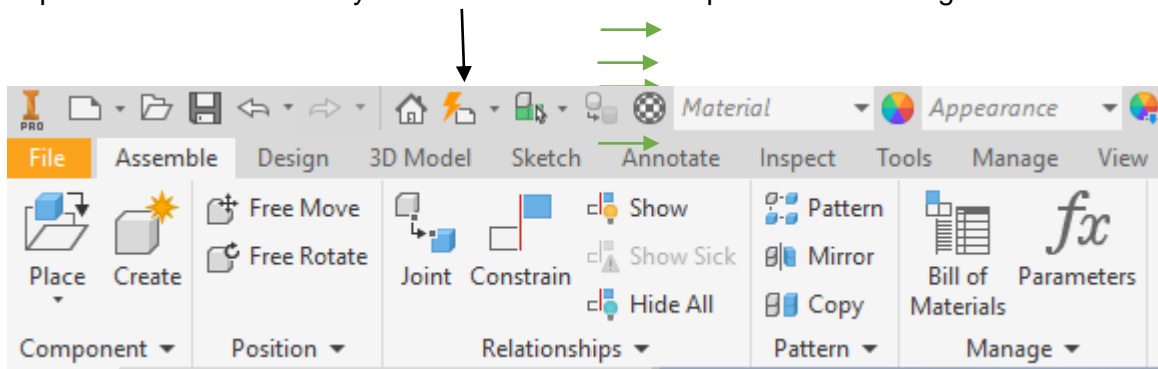 PRO Material Appearance
File Assemble Design 3D Model Sketch Annotate Inspect Tools Manage View
Free Move Show Pattern
Free Rotate Show Sick Mirror
Place Create Joint Constrain Hide All Copy Bill of Materials fx Parameters
Component Position Relationships Pattern Manage